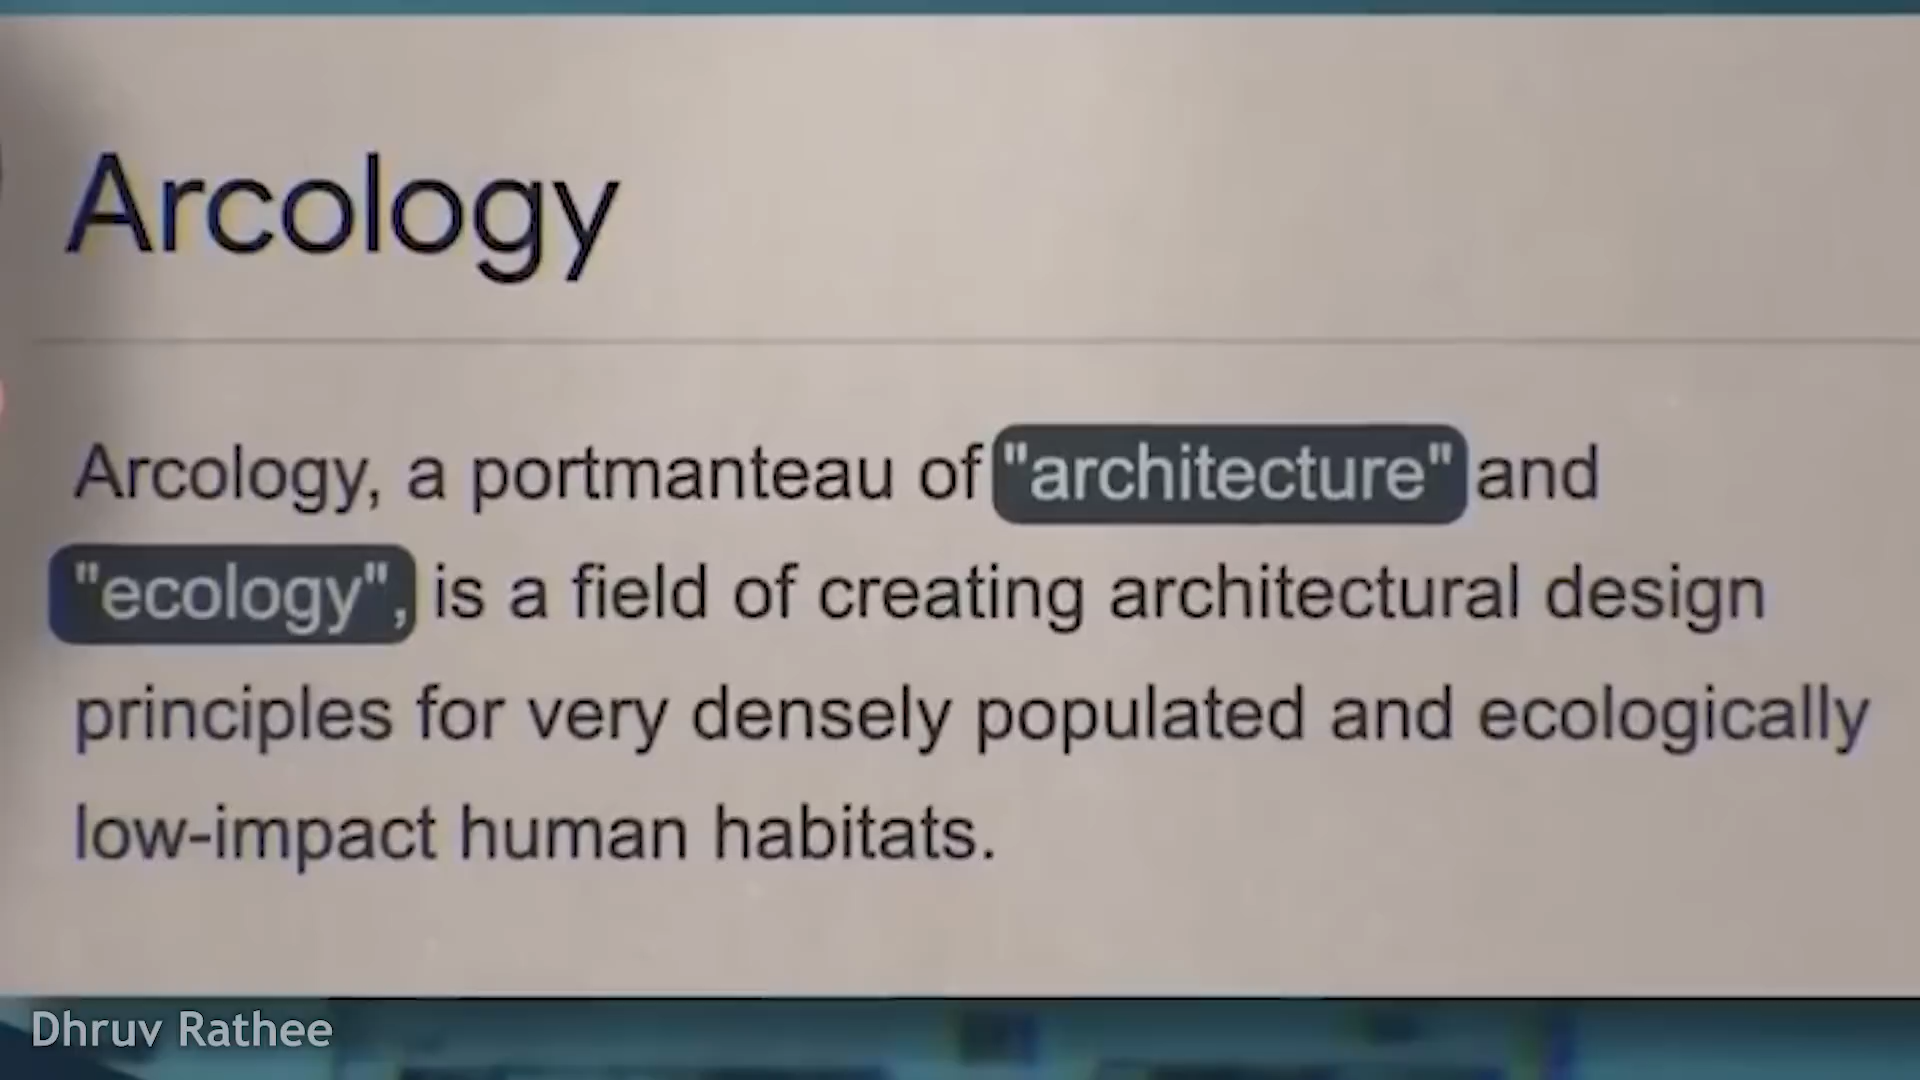 Arcology
Arcology, a portmanteau of "architecture" and
"ecology", is a field of creating architectural design
principles for very densely populated and ecologically
low-impact human habitats.
Dhruv Rathee